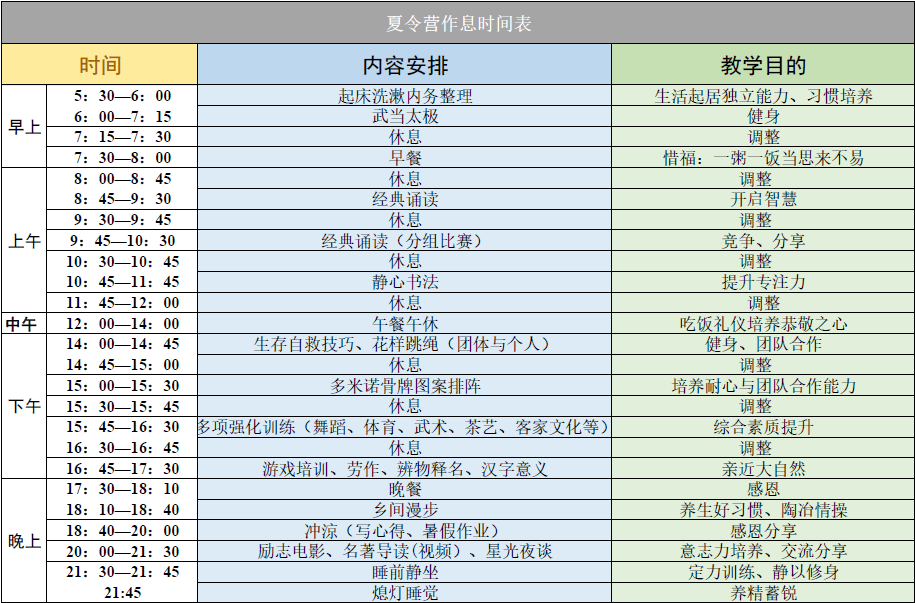 夏令营作息时间表
时间 内容安排 教学目的
早上
5：30—6：00 起床洗漱内务整理 生活起居独立能力、习惯培养
6：00—7：15 武当太极 健身
7：15—7：30 休息 调整
7：30—8：00 早餐 惜福：一粥一饭当思来不易
上午
8：00—8：45 休息 调整
8：45—9：30 经典诵读 开启智慧
9：30—9：45 休息 调整
9：45—10：30 经典诵读（分组比赛） 竞争、分享
10：30—10：45 休息 调整
10：45—11：45 静心书法 提升专注力
11：45—12：00 休息 调整
中午
12：00—14：00 午餐午休 吃饭礼仪培养恭敬之心
下午
14：00—14：45 生存自救技巧、花样跳绳（团体与个人） 健身、团队合作
14：45—15：00 休息 调整
15：00—15：30 多米诺骨牌图案排阵 培养耐心与团队合作能力
15：30—15：45 休息 调整
15：45—16：30 多项强化训练（舞蹈、体育、武术、茶艺、客家文化等） 综合素质提升
16：30—16：45 休息 调整
16：45—17：30 游戏培训、劳作、辨物释名、汉字意义 亲近大自然
晚上
17：30—18：10 晚餐 感恩
18：10—18：40 乡间漫步 养生好习惯、陶冶情操
18：40—20：00 冲凉（写心得、暑假作业） 感恩分享
20：00—21：30 励志电影、名著导读(视频）、星光夜谈 意志力培养、交流分享
21：30—21：45 睡前静坐 定力训练、静以修身
21:45 熄灯睡觉 养精蓄锐